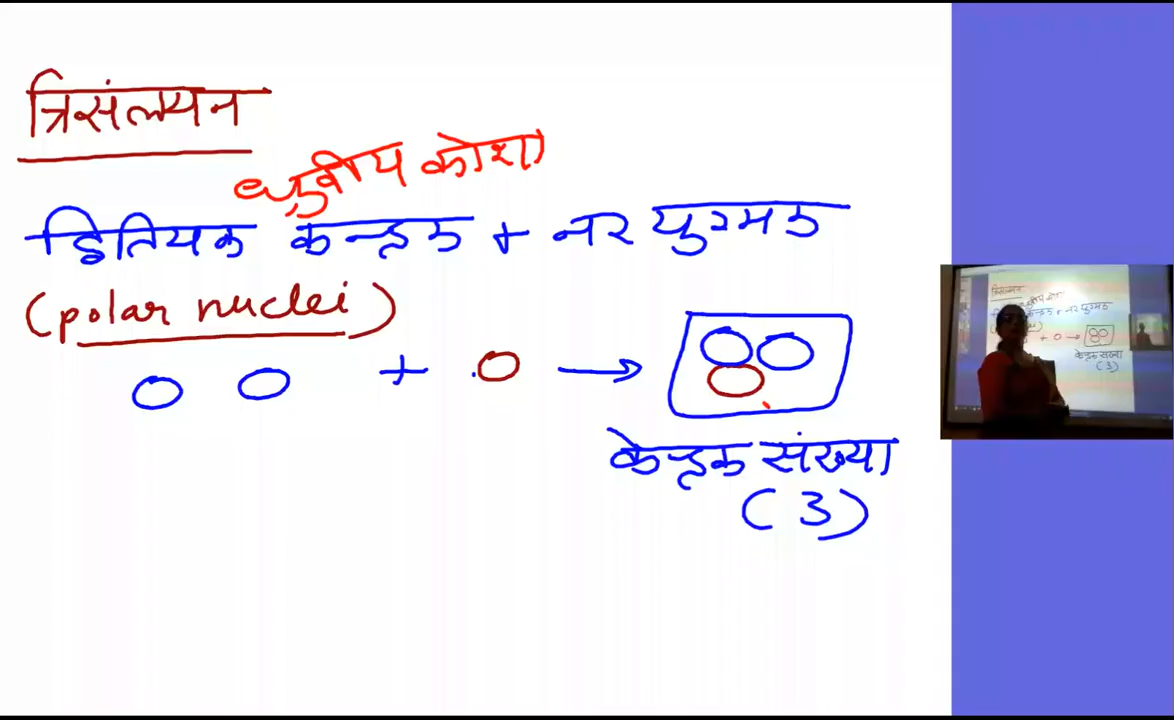 त्रिसंलयन
ध्रुवीय कोशा
द्वितियक केन्द्रक + नर युग्मक
(polar nuclei)
+
केन्द्रक संख्या
(3)